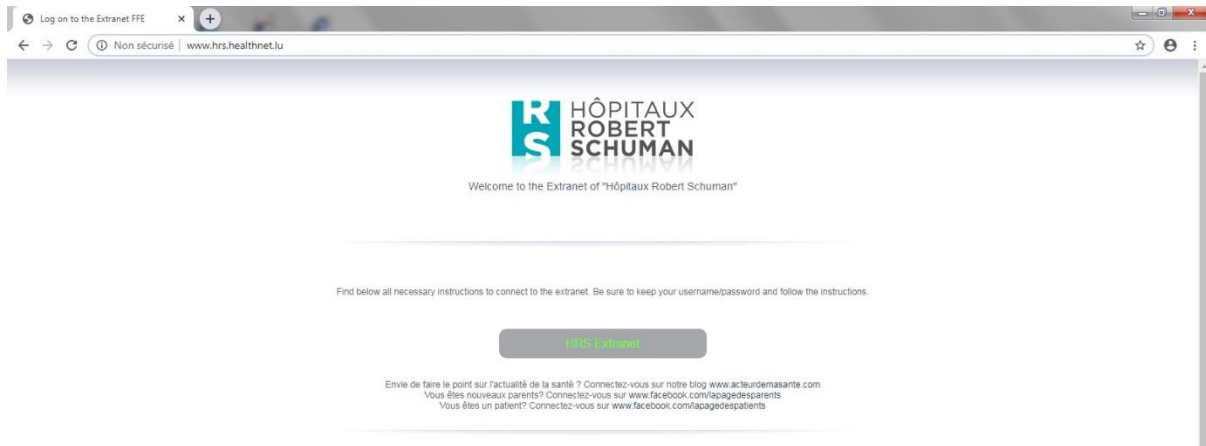 Log on to the Extranet FFE
Non sécurisé | www.hrs.healthnet.lu
RS
HÔPITAUX
ROBERT
SCHUMAN
Welcome to the Extranet of "Hôpitaux Robert Schuman"
Find below all necessary instructions to connect to the extranet. Be sure to keep your username/password and follow the instructions.
HRS Extranet
Envie de faire le point sur l'actualité de la santé ? Connectez-vous sur notre blog www.acteurdemasante.com
Vous êtes nouveaux parents? Connectez-vous sur www.facebook.com/lapagedesparents
Vous êtes un patient? Connectez-vous sur www.facebook.com/lapagedespatients